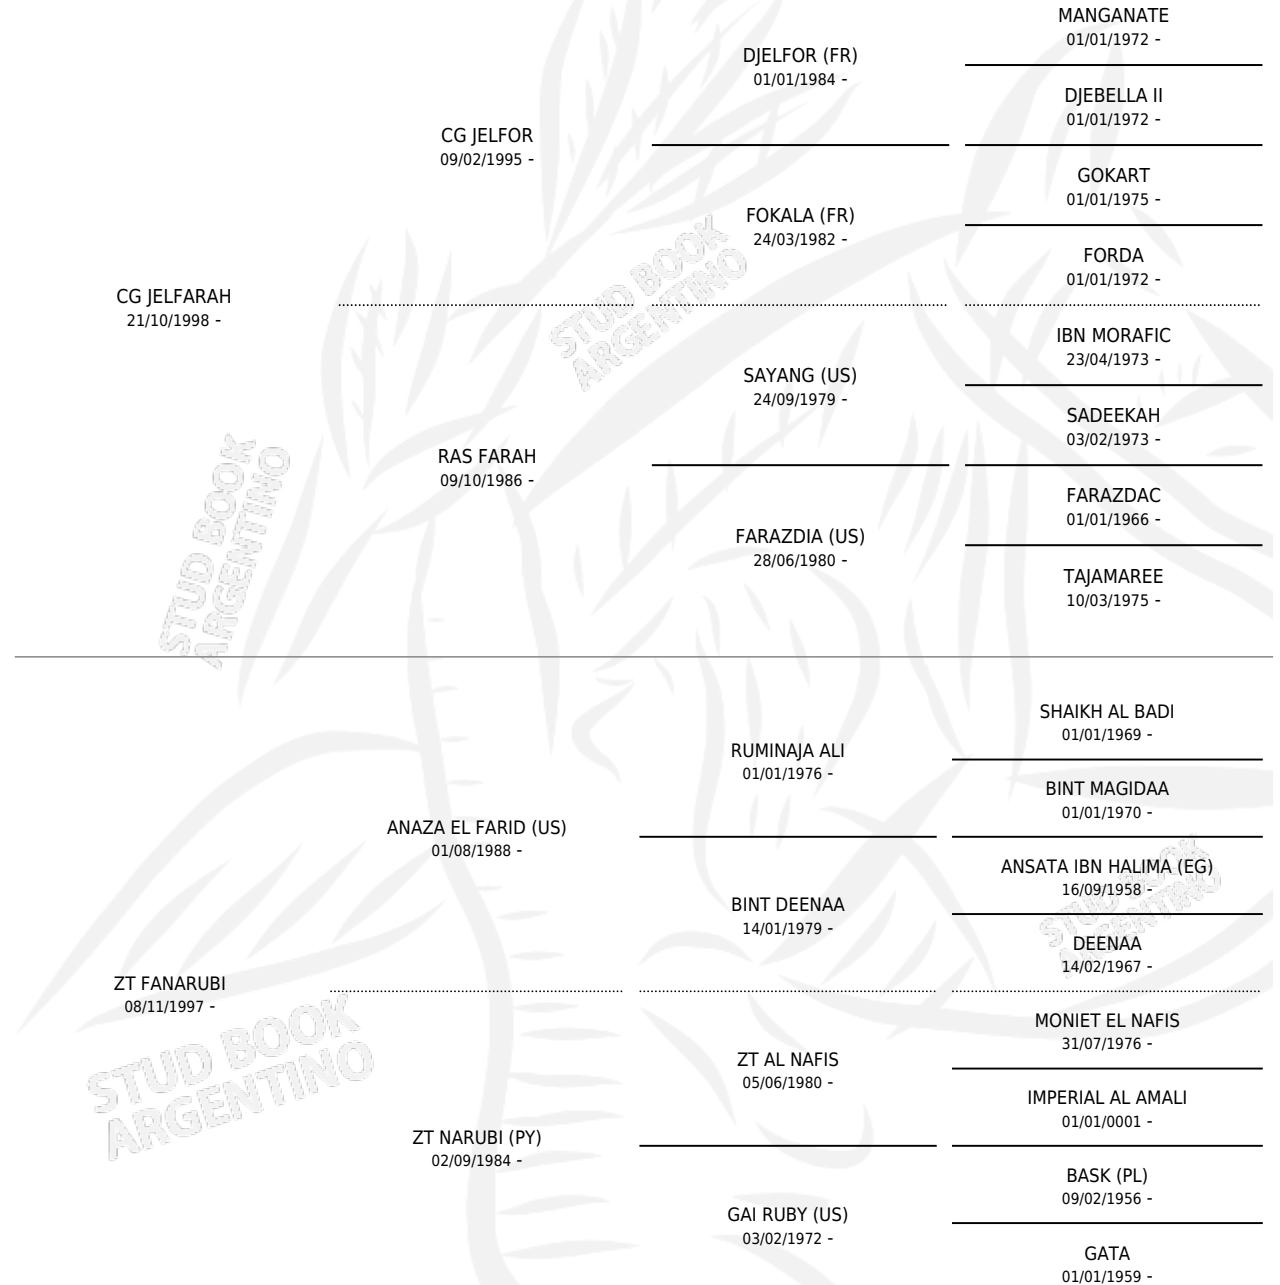 MANGANATE
01/01/1972 -
DJELFOR (FR)
01/01/1984 -
DJEBELLA II
01/01/1972 -
CG JELFOR
09/02/1995 -
GOKART
01/01/1975 -
FOKALA (FR)
24/03/1982 -
FORDA
01/01/1972 -
CG JELFARAH
21/10/1998 -
STUD BOOK
ARGENTINO
IBN MORAFIC
23/04/1973 -
SAYANG (US)
24/09/1979 -
SADEEKAH
03/02/1973 -
RAS FARAH
09/10/1986 -
FARAZDAC
01/01/1966 -
FARAZDIA (US)
28/06/1980 -
TAJAMAREE
10/03/1975 -
STUD BOOK
ARGENTINO
SHAIKH AL BADI
01/01/1969 -
RUMINAJA ALI
01/01/1976 -
BINT MAGIDAA
01/01/1970 -
ANAZA EL FARID (US)
01/08/1988 -
ANSATA IBN HALIMA (EG)
16/09/1958 -
BINT DEENAA
14/01/1979 -
DEENAA
14/02/1967 -
STUD BOOK
ARGENTINO
ZT FANARUBI
08/11/1997 -
MONIET EL NAFIS
31/07/1976 -
ZT AL NAFIS
05/06/1980 -
IMPERIAL AL AMALI
01/01/0001 -
STUD BOOK
ARGENTINO
ZT NARUBI (PY)
02/09/1984 -
BASK (PL)
09/02/1956 -
GAI RUBY (US)
03/02/1972 -
GATA
01/01/1959 -